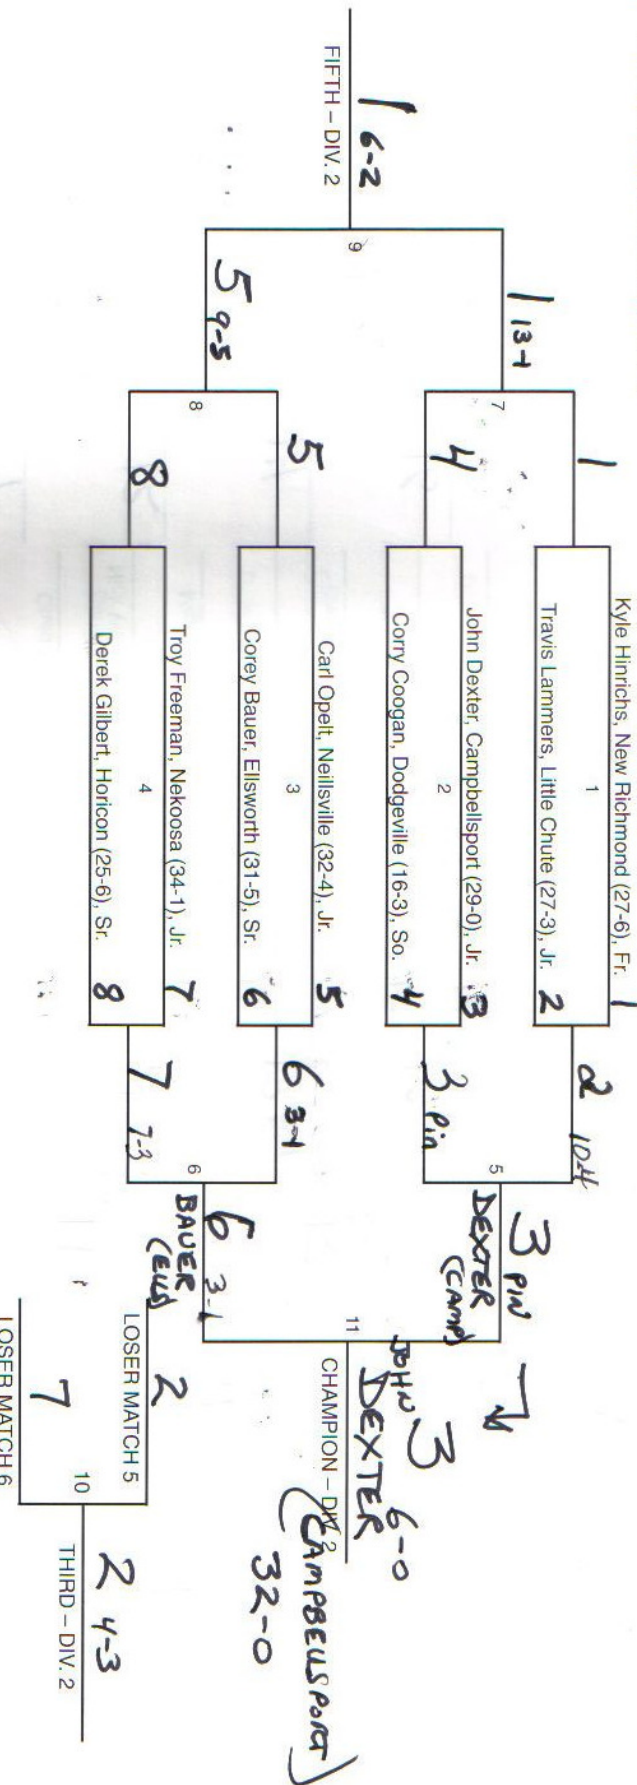 Kyle Hinrichs, New Richmond (27-6), Fr. 1
1
Travis Lammers, Little Chute (27-3), Jr. 2
John Dexter, Campbellsport (29-0), Jr. 3
2
Corry Coogan, Dodgeville (16-3), So. 4
Carl Opelt, Neillsville (32-4), Jr. 5
3
Corey Bauer, Ellsworth (31-5), Sr. 6
Troy Freeman, Nekoosa (34-1), Jr. 7
4
Derek Gilbert, Horicon (25-6), Sr. 8
1
4
5
8
7
1 13-1
8
5 9-5
9
1 6-2
FIFTH – DIV. 2
2 10-4
3 Pin
6 3-1
7 7-3
5
3 PIN
DEXTER
(CAMP)
6
6 3-1
BAUER
(ELLS)
11
JOHN 3
DEXTER 6-0
CHAMPION – DIV. 2
(CAMPBELLSPORT)
32-0
2
LOSER MATCH 5
7
LOSER MATCH 6
10
2 4-3
THIRD – DIV. 2